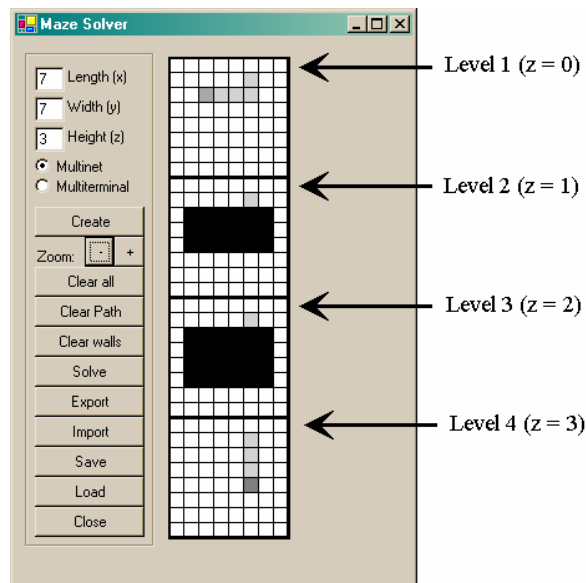 Maze Solver
7 Length (x)
7 Width (y)
3 Height (z)
Multinet
Multiterminal
Create
Zoom: - +
Clear all
Clear Path
Clear walls
Solve
Export
Import
Save
Load
Close
Level 1 (z = 0)
Level 2 (z = 1)
Level 3 (z = 2)
Level 4 (z = 3)